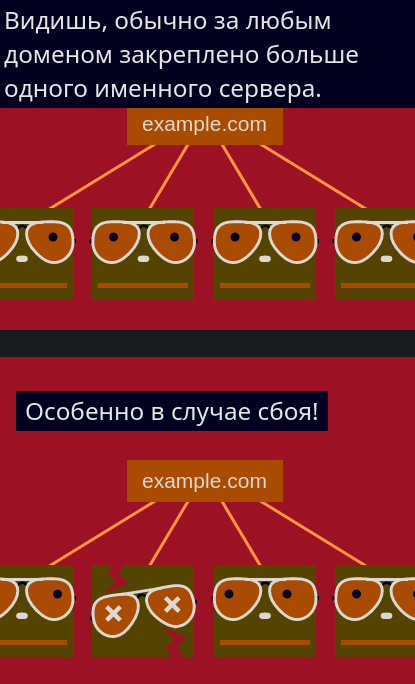 Видишь, обычно за любым
доменом закреплено больше
одного именного сервера.
example.com
Особенно в случае сбоя!
example.com